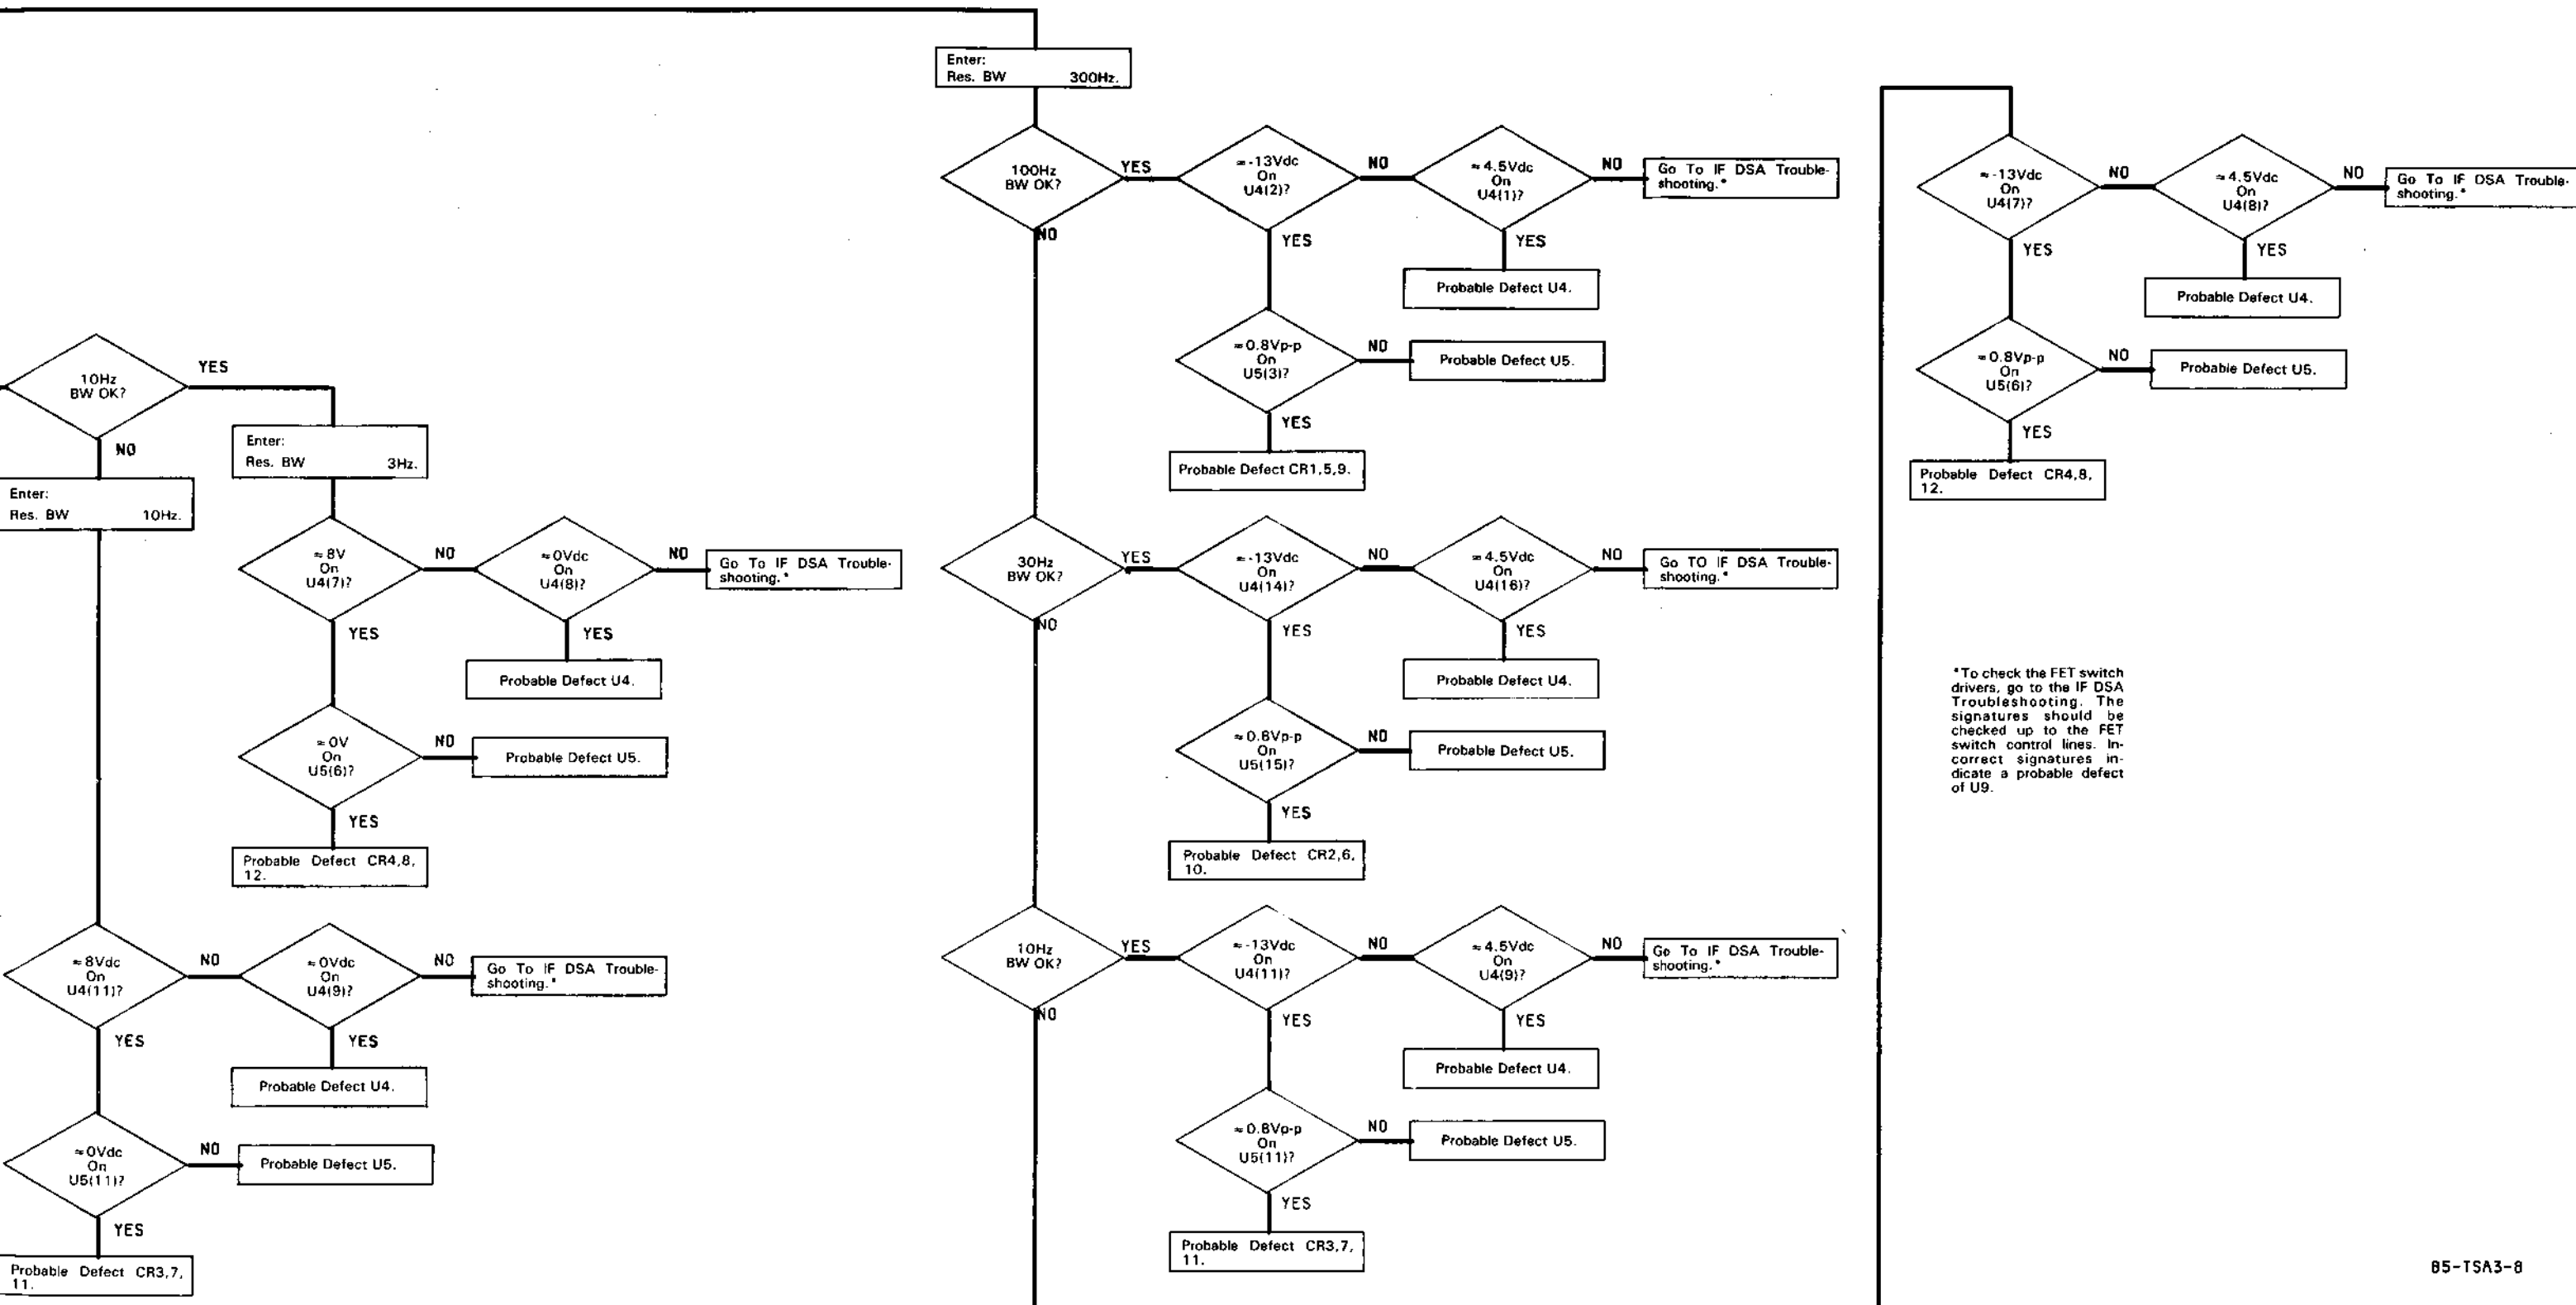 10Hz
BW OK?
YES
NO
Enter:
Res. BW 10Hz.
Enter:
Res. BW 3Hz.
≈8V
On
U4(7)?
NO
≈0Vdc
On
U4(8)?
NO
Go To IF DSA Trouble-
shooting.*
YES
YES
Probable Defect U4.
≈0V
On
U5(6)?
NO
Probable Defect U5.
YES
Probable Defect CR4,8,
12.
≈8Vdc
On
U4(11)?
NO
≈0Vdc
On
U4(9)?
NO
Go To IF DSA Trouble-
shooting.*
YES
YES
Probable Defect U4.
≈0Vdc
On
U5(11)?
NO
Probable Defect U5.
YES
Probable Defect CR3,7,
11.
Enter:
Res. BW 300Hz.
100Hz
BW OK?
YES
≈-13Vdc
On
U4(2)?
NO
≈4.5Vdc
On
U4(1)?
NO
Go To IF DSA Trouble-
shooting.*
NO
YES
YES
Probable Defect U4.
≈0.8Vp-p
On
U5(3)?
NO
Probable Defect U5.
YES
Probable Defect CR1,5,9.
30Hz
BW OK?
YES
≈-13Vdc
On
U4(14)?
NO
≈4.5Vdc
On
U4(16)?
NO
Go TO IF DSA Trouble-
shooting.*
NO
YES
YES
Probable Defect U4.
≈0.8Vp-p
On
U5(15)?
NO
Probable Defect U5.
YES
Probable Defect CR2,6,
10.
10Hz
BW OK?
YES
≈-13Vdc
On
U4(11)?
NO
≈4.5Vdc
On
U4(9)?
NO
Go To IF DSA Trouble-
shooting.*
NO
YES
YES
Probable Defect U4.
≈0.8Vp-p
On
U5(11)?
NO
Probable Defect U5.
YES
Probable Defect CR3,7,
11.
≈-13Vdc
On
U4(7)?
NO
≈4.5Vdc
On
U4(8)?
NO
Go To IF DSA Trouble-
shooting.*
YES
YES
Probable Defect U4.
≈0.8Vp-p
On
U5(6)?
NO
Probable Defect U5.
YES
Probable Defect CR4,8,
12.
*To check the FET switch
drivers, go to the IF DSA
Troubleshooting. The
signatures should be
checked up to the FET
switch control lines. In-
correct signatures in-
dicate a probable defect
of U9.
85-TSA3-8